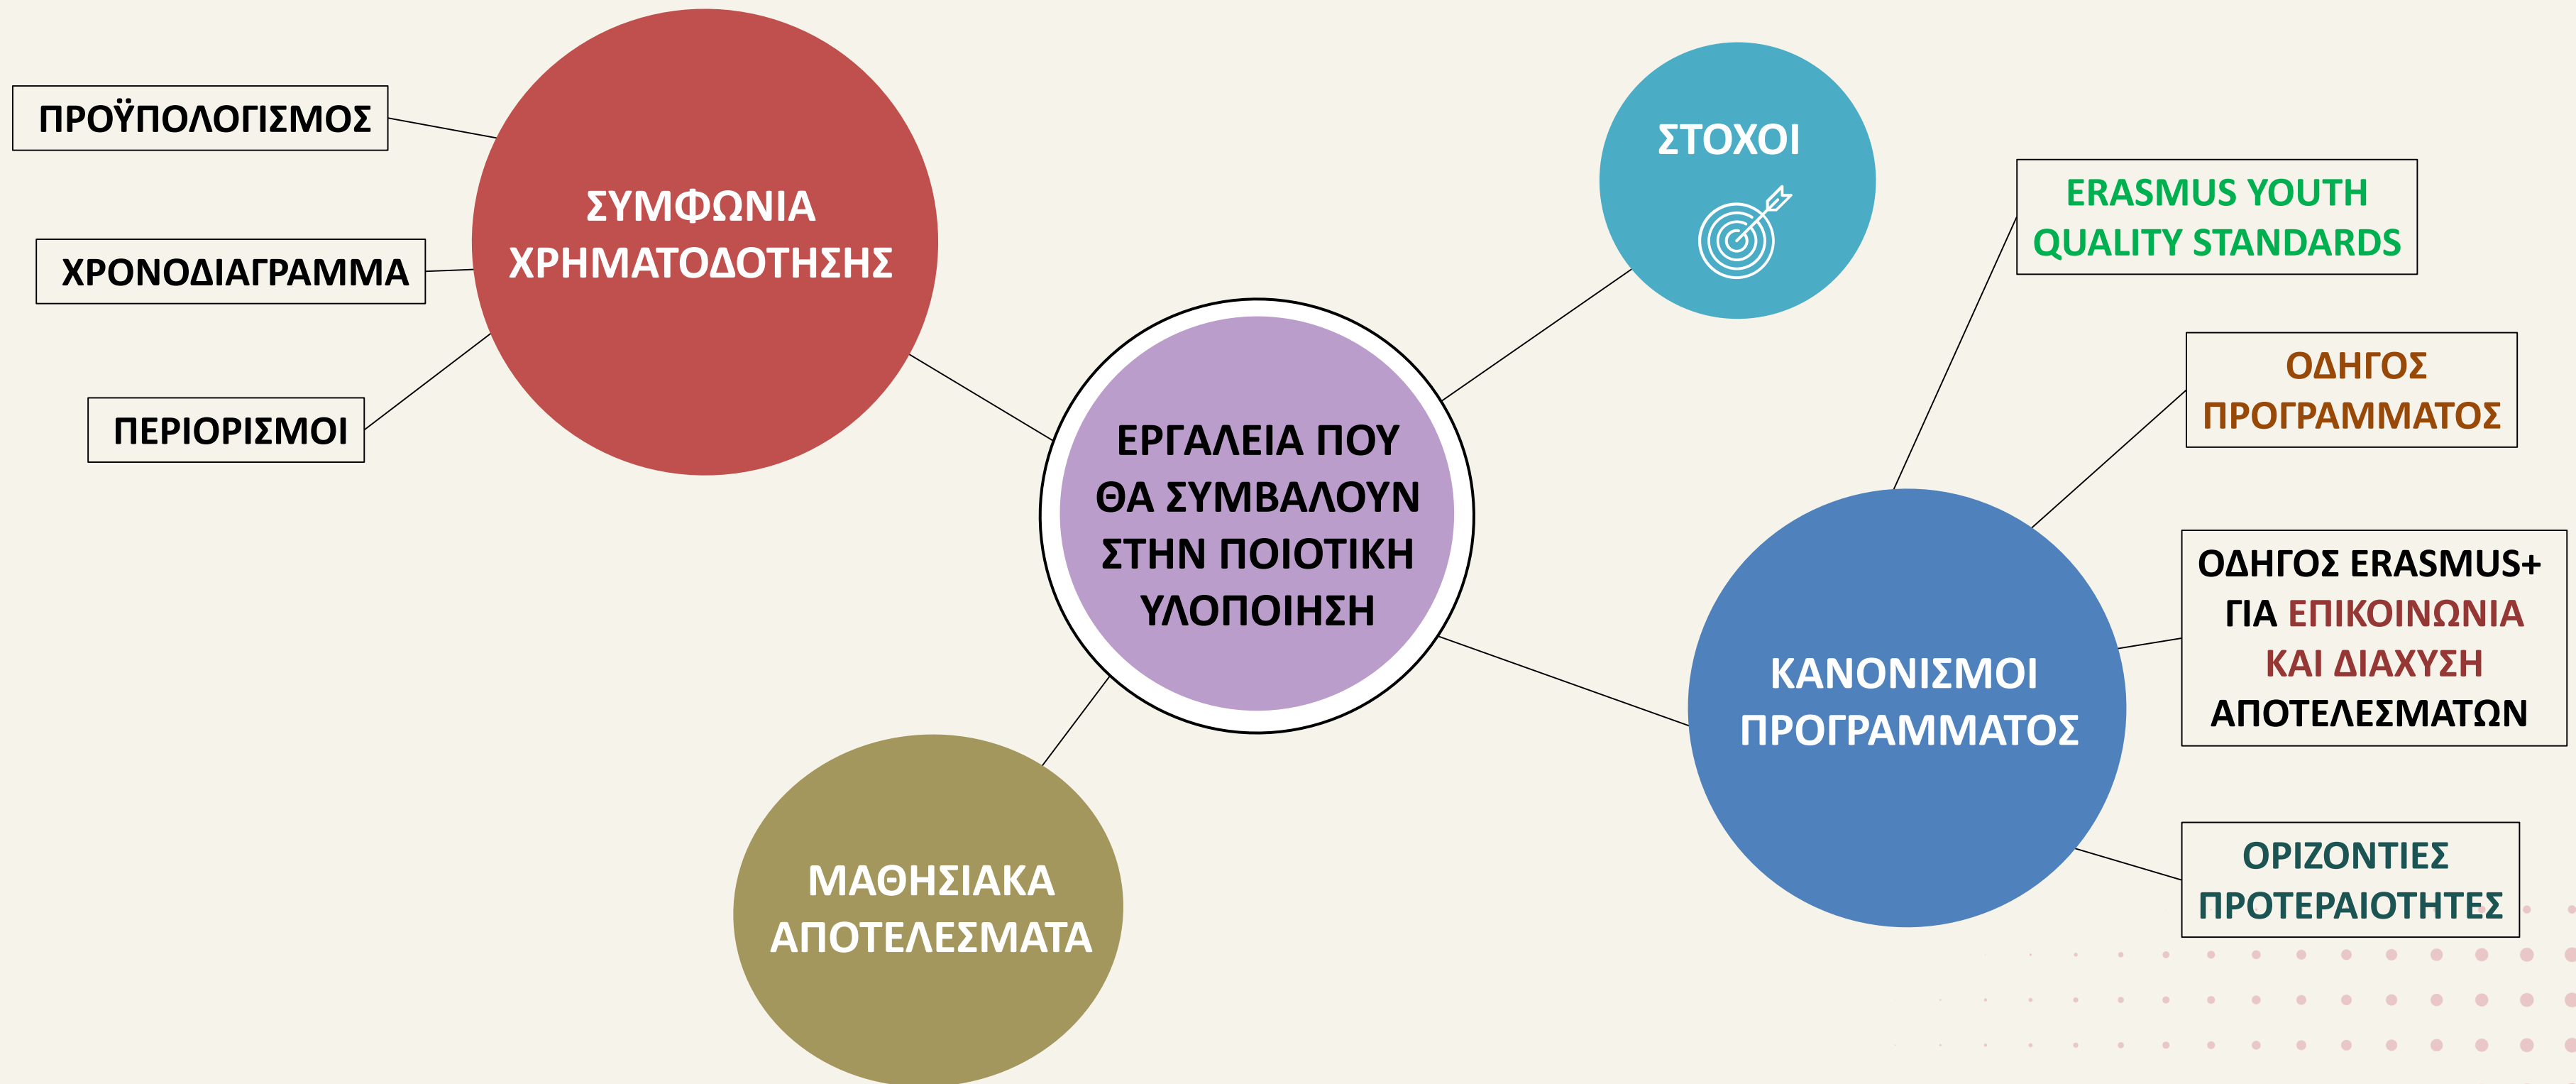 ΠΡΟΫΠΟΛΟΓΙΣΜΟΣ
ΧΡΟΝΟΔΙΑΓΡΑΜΜΑ
ΠΕΡΙΟΡΙΣΜΟΙ
ΣΥΜΦΩΝΙΑ
ΧΡΗΜΑΤΟΔΟΤΗΣΗΣ
ΣΤΟΧΟΙ
ΕΡΓΑΛΕΙΑ ΠΟΥ
ΘΑ ΣΥΜΒΑΛΟΥΝ
ΣΤΗΝ ΠΟΙΟΤΙΚΗ
ΥΛΟΠΟΙΗΣΗ
ΜΑΘΗΣΙΑΚΑ
ΑΠΟΤΕΛΕΣΜΑΤΑ
ΚΑΝΟΝΙΣΜΟΙ
ΠΡΟΓΡΑΜΜΑΤΟΣ
ERASMUS YOUTH
QUALITY STANDARDS
ΟΔΗΓΟΣ
ΠΡΟΓΡΑΜΜΑΤΟΣ
ΟΔΗΓΟΣ ERASMUS+
ΓΙΑ ΕΠΙΚΟΙΝΩΝΙΑ
ΚΑΙ ΔΙΑΧΥΣΗ
ΑΠΟΤΕΛΕΣΜΑΤΩΝ
ΟΡΙΖΟΝΤΙΕΣ
ΠΡΟΤΕΡΑΙΟΤΗΤΕΣ